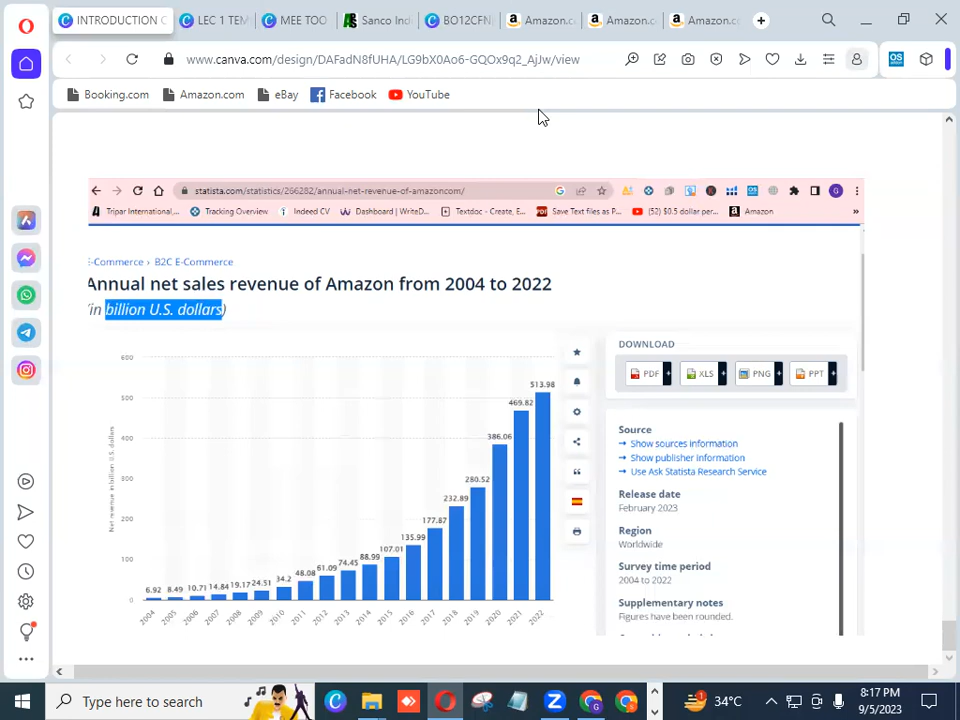 INTRODUCTION C
LEC 1 TEM
MEE TOO
Sanco Ind
BO12CFN
Amazon.c
Amazon.c
Amazon.c
www.canva.com/design/DAFadN8fUHA/LG9bX0Ao6-GQOx9q2_AjJw/view
Booking.com
Amazon.com
eBay
Facebook
YouTube
statista.com/statistics/266282/annual-net-revenue-of-amazoncom/
Tripar International,...
Tracking Overview
Indeed CV
Dashboard | WriteD...
Textdoc - Create, E...
Save Text files as P...
(52) $0.5 dollar per...
Amazon
»
E-Commerce › B2C E-Commerce
Annual net sales revenue of Amazon from 2004 to 2022
(in billion U.S. dollars)
Net revenue in billion U.S. dollars
600
500
400
300
200
100
0
6.92 8.49 10.71 14.84 19.17 24.51 34.2 48.08 61.09 74.45 88.99 107.01 135.99 177.87 232.89 280.52 386.06 469.82 513.98
2004 2005 2006 2007 2008 2009 2010 2011 2012 2013 2014 2015 2016 2017 2018 2019 2020 2021 2022
DOWNLOAD
PDF + XLS + PNG + PPT +
Source
→ Show sources information
→ Show publisher information
→ Use Ask Statista Research Service
Release date
February 2023
Region
Worldwide
Survey time period
2004 to 2022
Supplementary notes
Figures have been rounded.
Type here to search
34°C
8:17 PM
9/5/2023